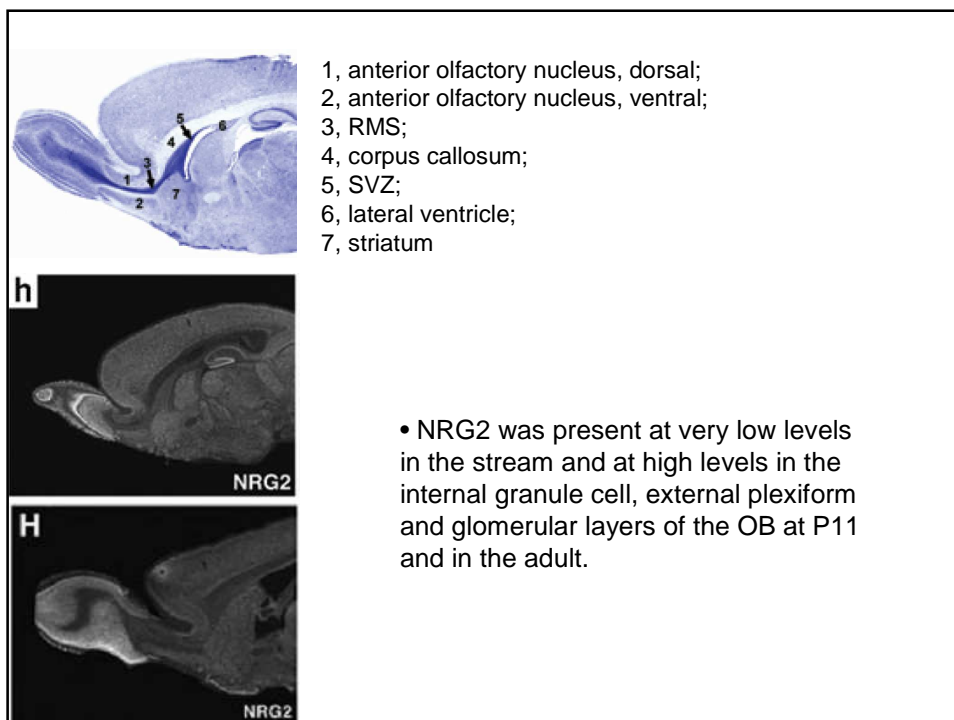 1, anterior olfactory nucleus, dorsal;
2, anterior olfactory nucleus, ventral;
3, RMS;
4, corpus callosum;
5, SVZ;
6, lateral ventricle;
7, striatum
5
6
4
3
1
7
2
h
NRG2
• NRG2 was present at very low levels
in the stream and at high levels in the
internal granule cell, external plexiform
and glomerular layers of the OB at P11
and in the adult.
H
NRG2